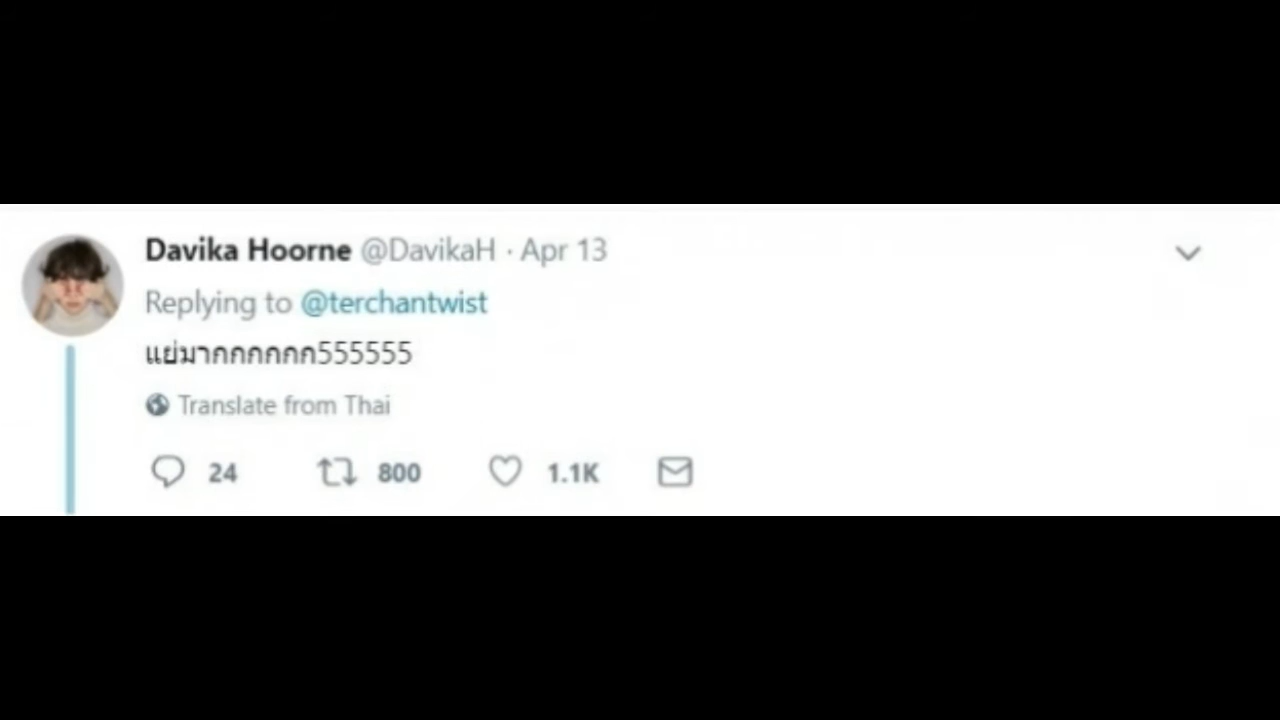 Davika Hoorne @DavikaH · Apr 13
Replying to @terchantwist
แย่มากกกกกกก555555
Translate from Thai
24 800 1.1K